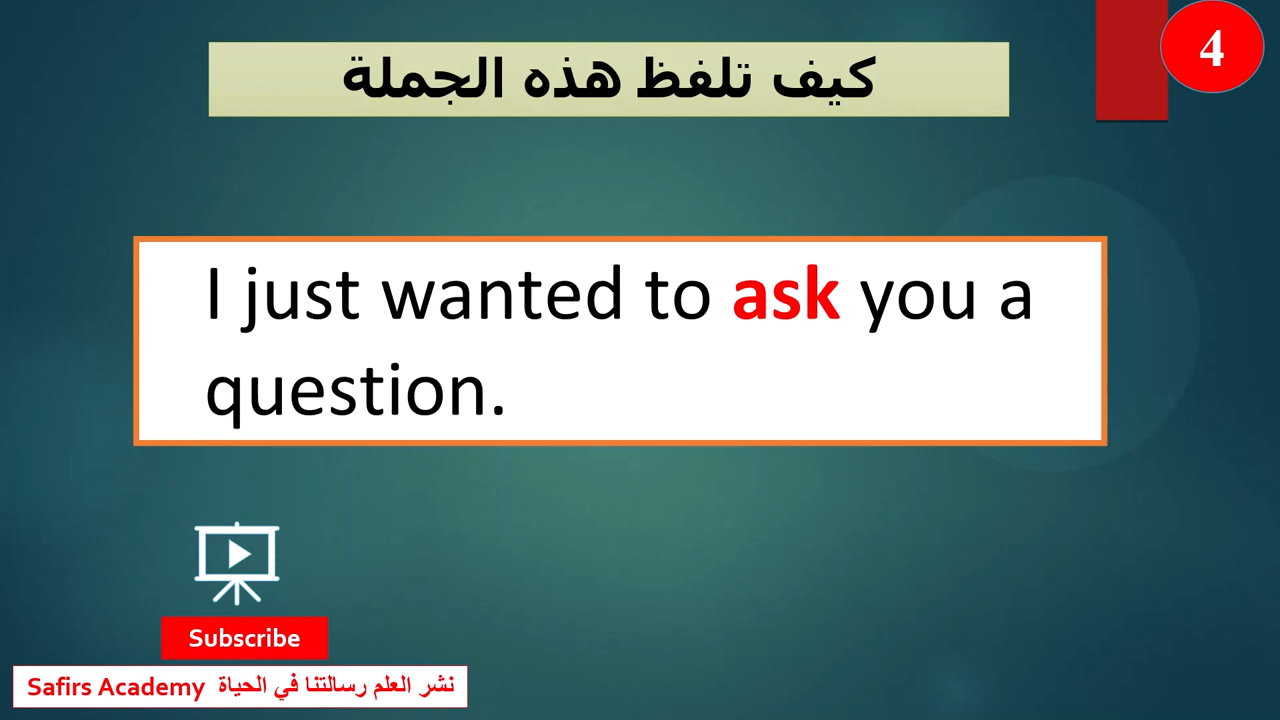 4
كيف تلفظ هذه الجملة
I just wanted to ask you a
question.
Subscribe
Safirs Academy نشر العلم رسالتنا في الحياة